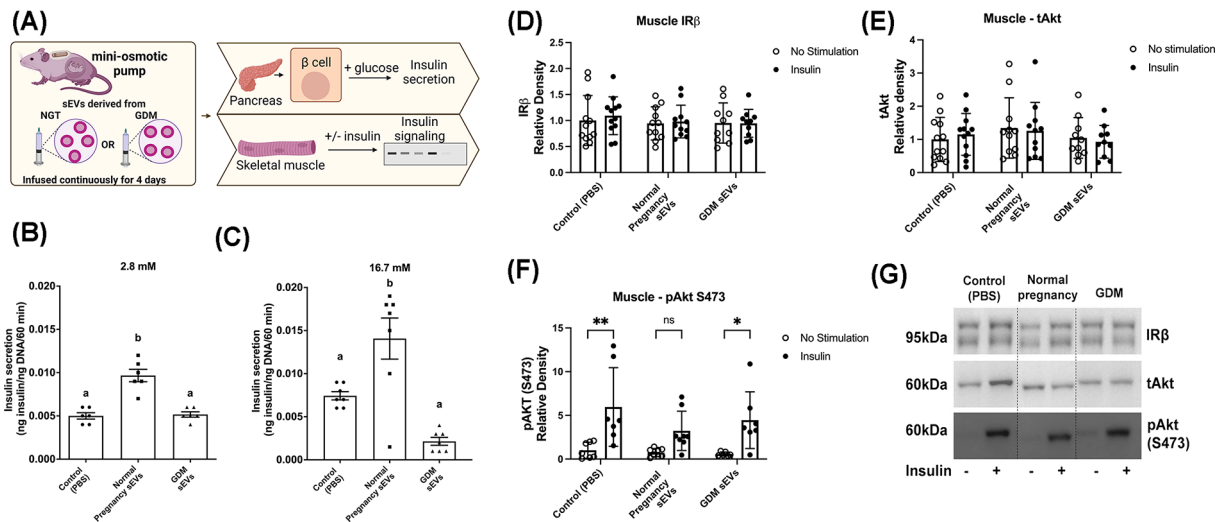 (A)
mini-osmotic
pump
sEVs derived from
NGT
OR
GDM
Infused continuously for 4 days
Pancreas
β cell
+ glucose
Insulin
secretion
Skeletal muscle
+/- insulin
Insulin
signaling
(B)
2.8 mM
Insulin secretion
(ng insulin/ng DNA/60 min)
0.020
0.015
0.010
0.005
0.000
a
b
a
Control (PBS)
Normal
Pregnancy sEVs
GDM
sEVs
(C)
16.7 mM
Insulin secretion
(ng insulin/ng DNA/60 min)
0.020
0.015
0.010
0.005
0.000
a
b
a
Control (PBS)
Normal
Pregnancy sEVs
GDM
sEVs
(D)
Muscle IRβ
IRβ
Relative Density
2.5
2.0
1.5
1.0
0.5
0.0
No Stimulation
Insulin
Control (PBS)
Normal
Pregnancy
sEVs
GDM sEVs
(E)
Muscle - tAkt
tAkt
Relative density
4
3
2
1
0
No stimulation
Insulin
Control (PBS)
Normal
Pregnancy
sEVs
GDM sEVs
(F)
Muscle - pAkt S473
pAKT (S473)
Relative Density
15
10
5
0
**
ns
*
No Stimulation
Insulin
Control (PBS)
Normal
Pregnancy
sEVs
GDM sEVs
(G)
Control
(PBS)
Normal
pregnancy
GDM
95kDa
IRβ
60kDa
tAkt
60kDa
pAkt
(S473)
Insulin - + - + - +